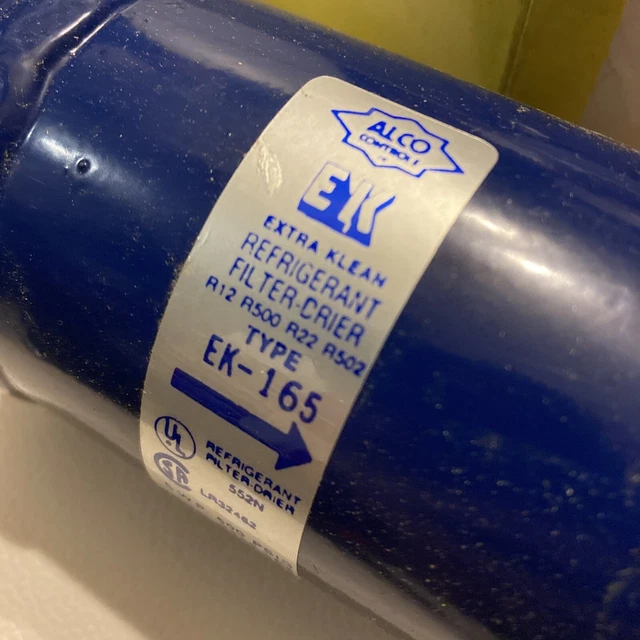 ALCO
CONTROLS
EK
EXTRA KLEAN
REFRIGERANT
FILTER-DRIER
R12 R500 R22 R502
TYPE
EK-165
UL
REFRIGERANT
FILTER/DRIER
552N
LR32462